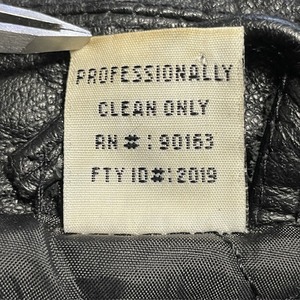 PROFESSIONALLY
CLEAN ONLY
RN #: 90163
FTY ID#: 2019